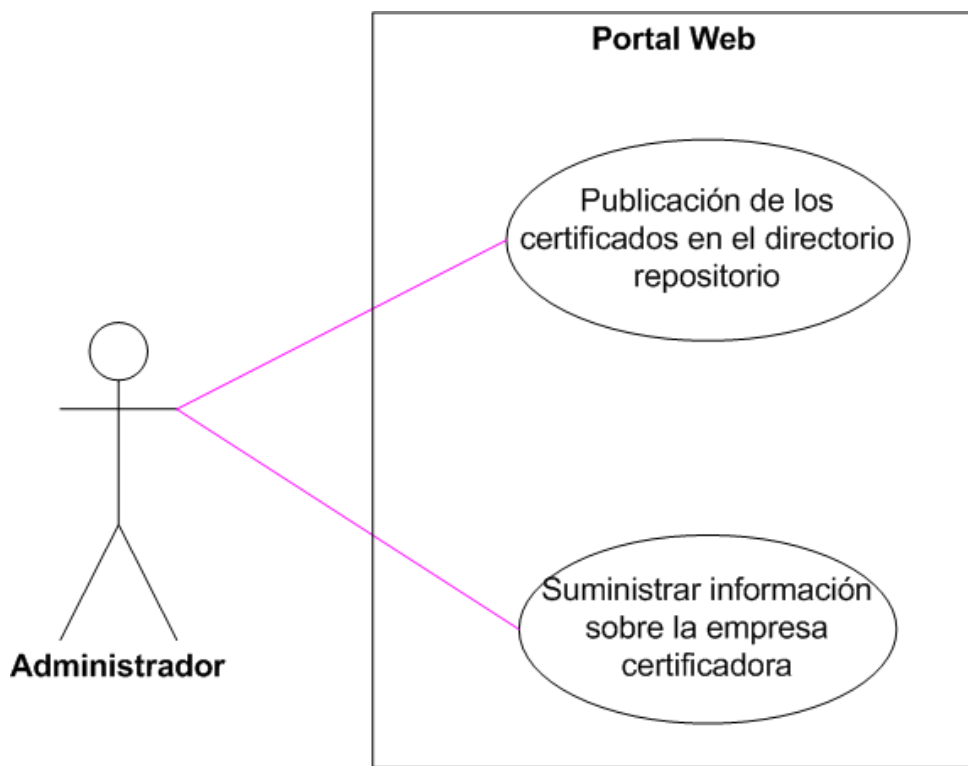 Portal Web
Publicación de los
certificados en el directorio
repositorio
Suministrar información
sobre la empresa
certificadora
Administrador